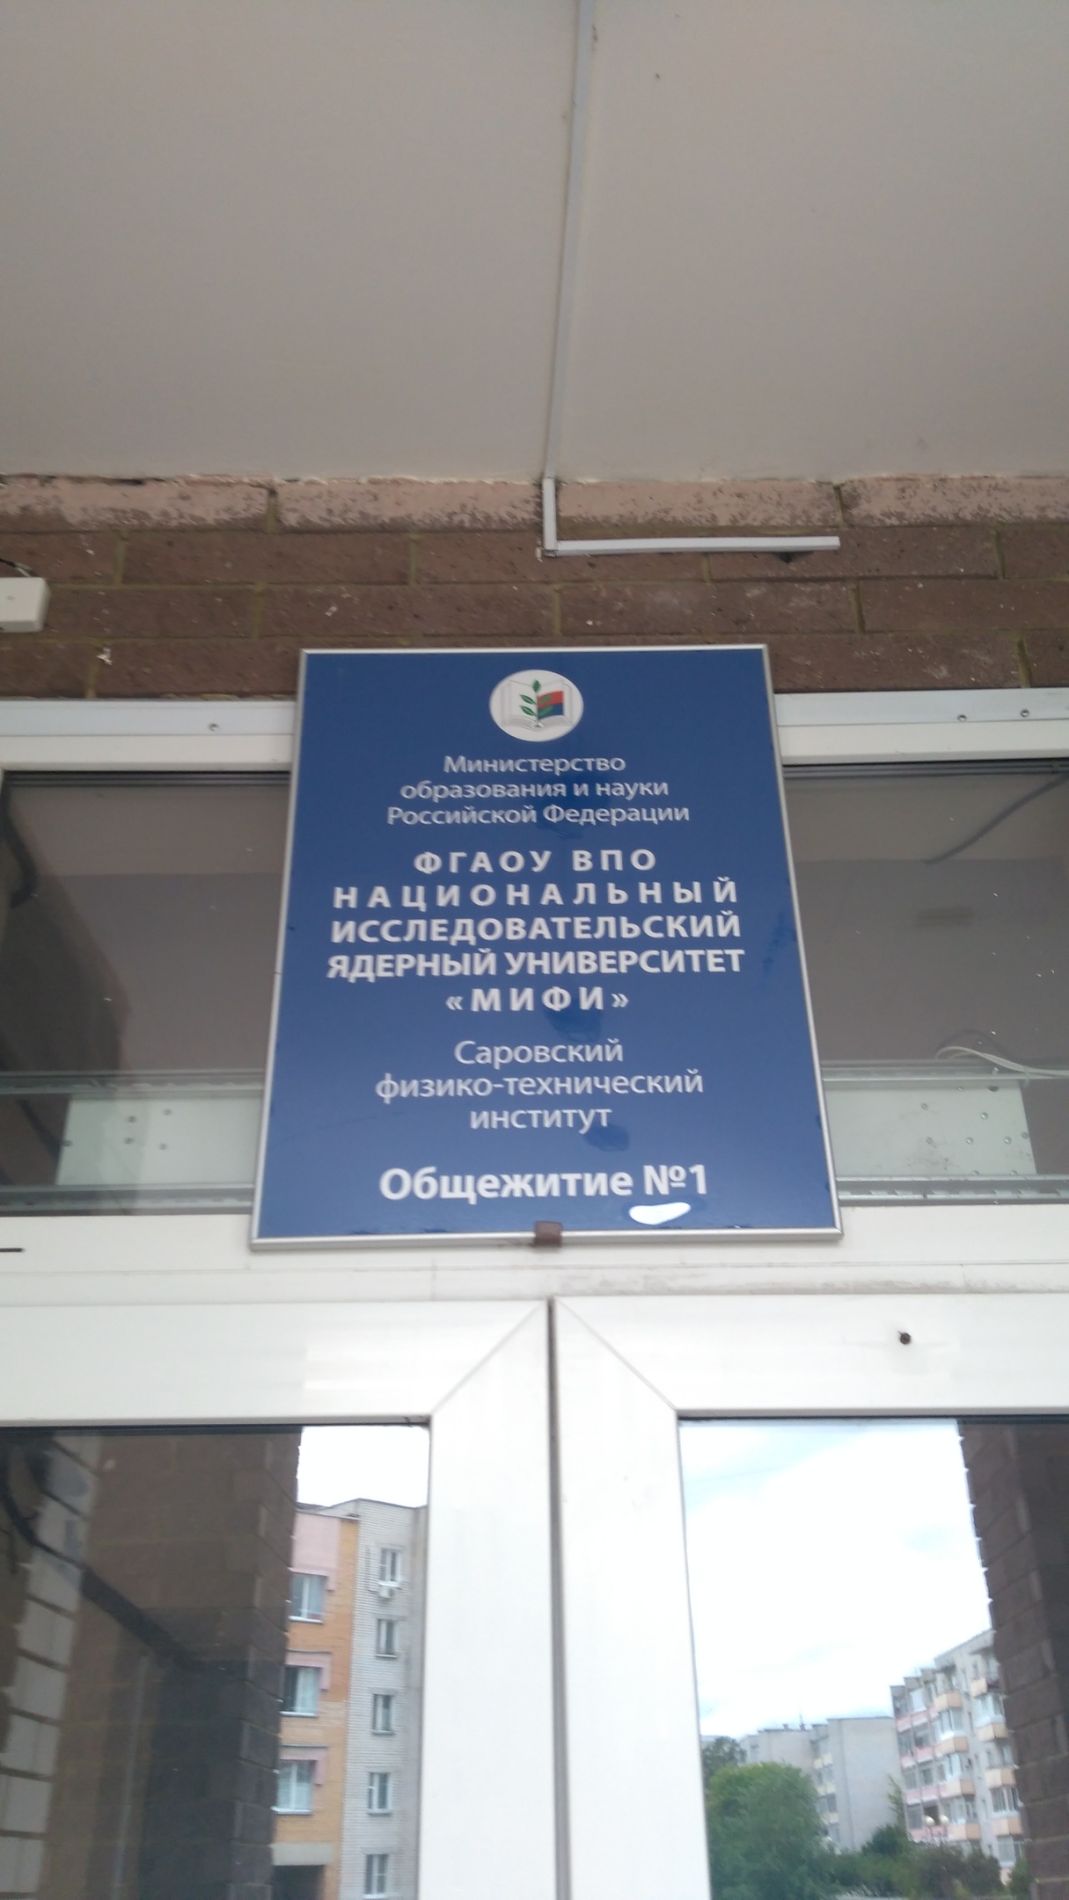 Министерство
образования и науки
Российской Федерации
ФГАОУ ВПО
НАЦИОНАЛЬНЫЙ
ИССЛЕДОВАТЕЛЬСКИЙ
ЯДЕРНЫЙ УНИВЕРСИТЕТ
«МИФИ»
Саровский
физико-технический
институт
Общежитие №1